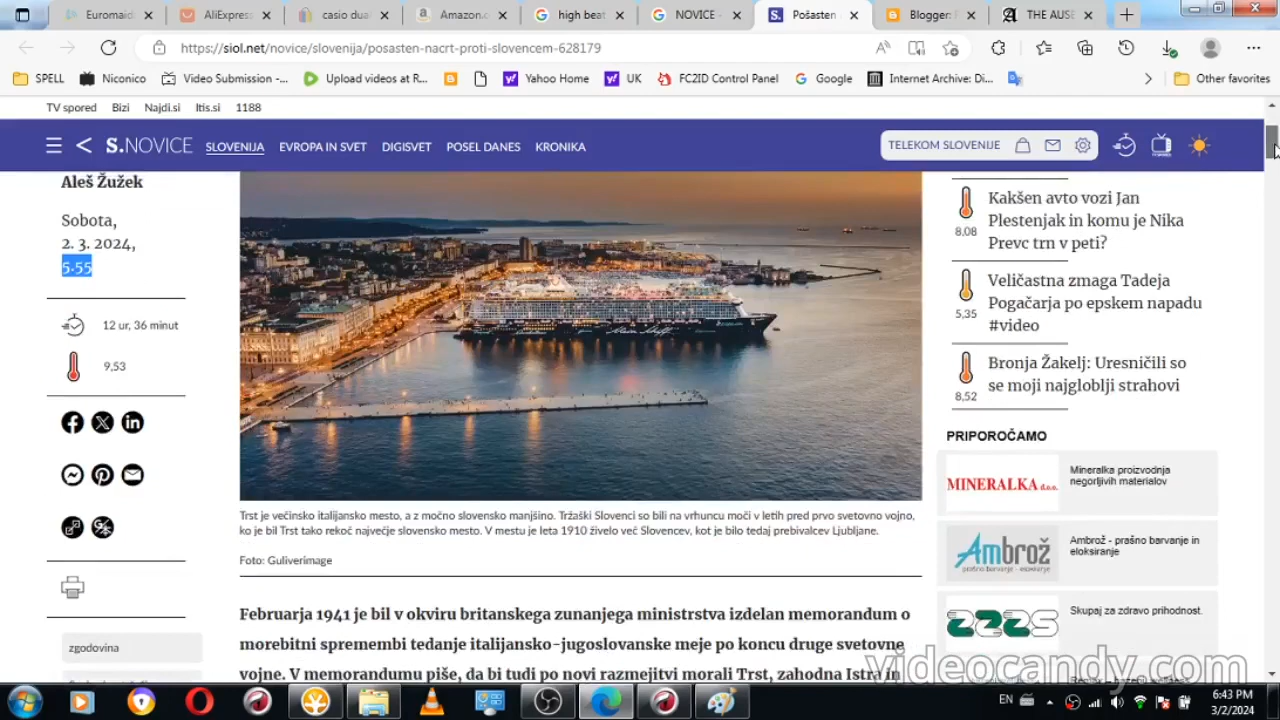 Euromaid
AliExpres
casio dua
Amazon.c
high beat
NOVICE -
Pošasten
Blogger: F
THE AUSE
https://siol.net/novice/slovenija/posasten-nacrt-proti-slovencem-628179
SPELL
Niconico
Video Submission -...
Upload videos at R...
Yahoo Home
UK
FC2ID Control Panel
Google
Internet Archive: Di...
Other favorites
TV spored
Bizi
Najdi.si
Itis.si
1188
S.NOVICE
SLOVENIJA
EVROPA IN SVET
DIGISVET
POSEL DANES
KRONIKA
TELEKOM SLOVENIJE
Aleš Žužek
Sobota,
2. 3. 2024,
5.55
12 ur, 36 minut
9,53
zgodovina
Mein Schiff
Trst je večinsko italijansko mesto, a z močno slovensko manjšino. Tržaški Slovenci so bili na vrhuncu moči v letih pred prvo svetovno vojno,
ko je bil Trst tako rekoč največje slovensko mesto. V mestu je leta 1910 živelo več Slovencev, kot je bilo tedaj prebivalcev Ljubljane.
Foto: Guliverimage
Februarja 1941 je bil v okviru britanskega zunanjega ministrstva izdelan memorandum o
morebitni spremembi tedanje italijansko-jugoslovanske meje po koncu druge svetovne
vojne. V memorandumu piše, da bi tudi po novi razmejitvi morali Trst, zahodna Istra in
8,08
Kakšen avto vozi Jan
Plestenjak in komu je Nika
Prevc trn v peti?
5,35
Veličastna zmaga Tadeja
Pogačarja po epskem napadu
#video
8,52
Bronja Žakelj: Uresničili so
se moji najgloblji strahovi
PRIPOROČAMO
MINERALKA d.o.o.
Mineralka proizvodnja
negorljivih materialov
Ambrož
prašno barvanje - eloksiranje
Ambrož - prašno barvanje in
eloksiranje
ZZZS
Skupaj za zdravo prihodnost.
videocandy.com
EN
6:43 PM
3/2/2024